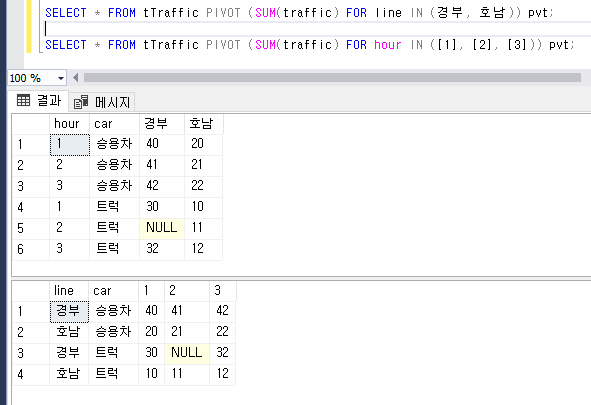 SELECT * FROM tTraffic PIVOT (SUM(traffic) FOR line IN (경부, 호남)) pvt;
SELECT * FROM tTraffic PIVOT (SUM(traffic) FOR hour IN ([1], [2], [3])) pvt;
100 %
결과 메시지
hour car 경부 호남
1 1 승용차 40 20
2 2 승용차 41 21
3 3 승용차 42 22
4 1 트럭 30 10
5 2 트럭 NULL 11
6 3 트럭 32 12
line car 1 2 3
1 경부 승용차 40 41 42
2 호남 승용차 20 21 22
3 경부 트럭 30 NULL 32
4 호남 트럭 10 11 12